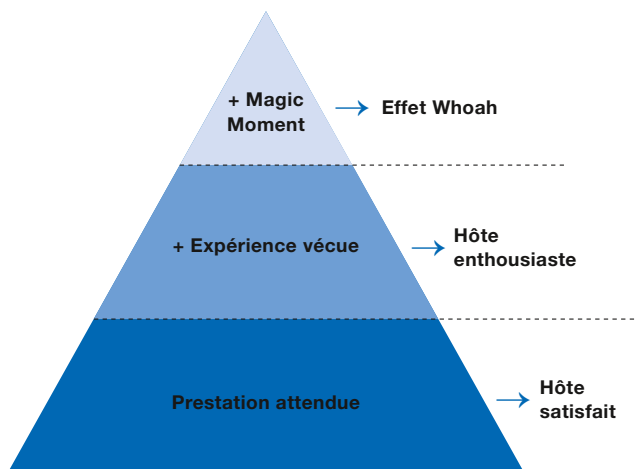 + Magic
Moment
Effet Whoah
+ Expérience vécue
Hôte
enthousiaste
Prestation attendue
Hôte
satisfait